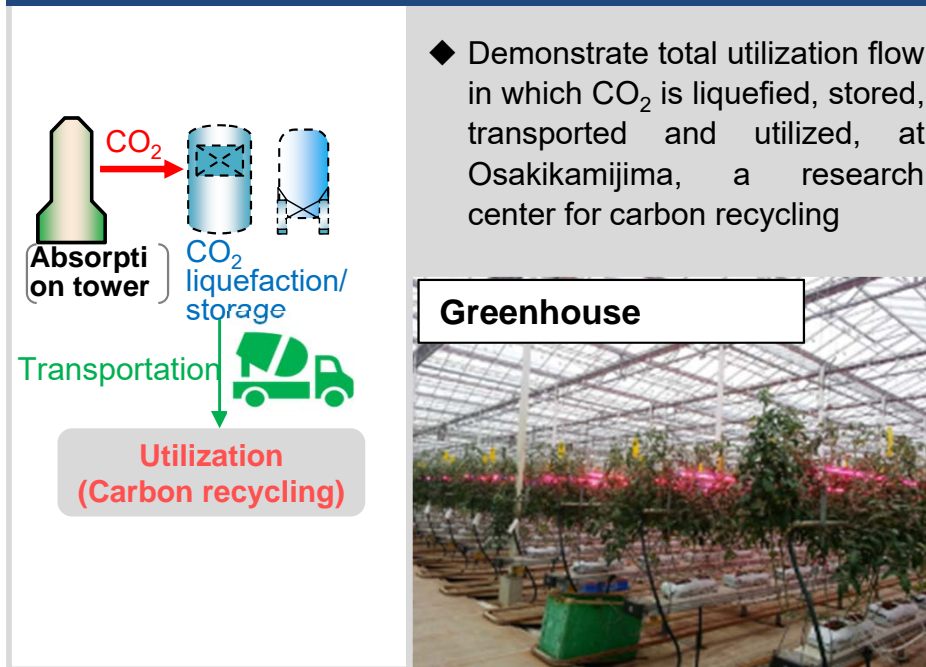 CO₂
Absorpti
on tower
CO₂
liquefaction/
storage
Transportation
Utilization
(Carbon recycling)
◆ Demonstrate total utilization flow
in which CO₂ is liquefied, stored,
transported and utilized, at
Osakikamijima, a research
center for carbon recycling
Greenhouse